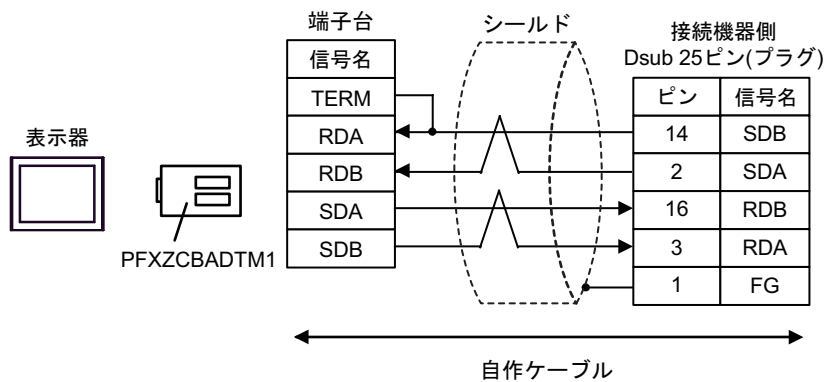 端子台
シールド
接続機器側
Dsub 25ピン(プラグ)
信号名
ピン
信号名
TERM
RDA
14
SDB
表示器
RDB
2
SDA
SDA
16
RDB
SDB
3
RDA
PFXZCBADTM1
1
FG
自作ケーブル